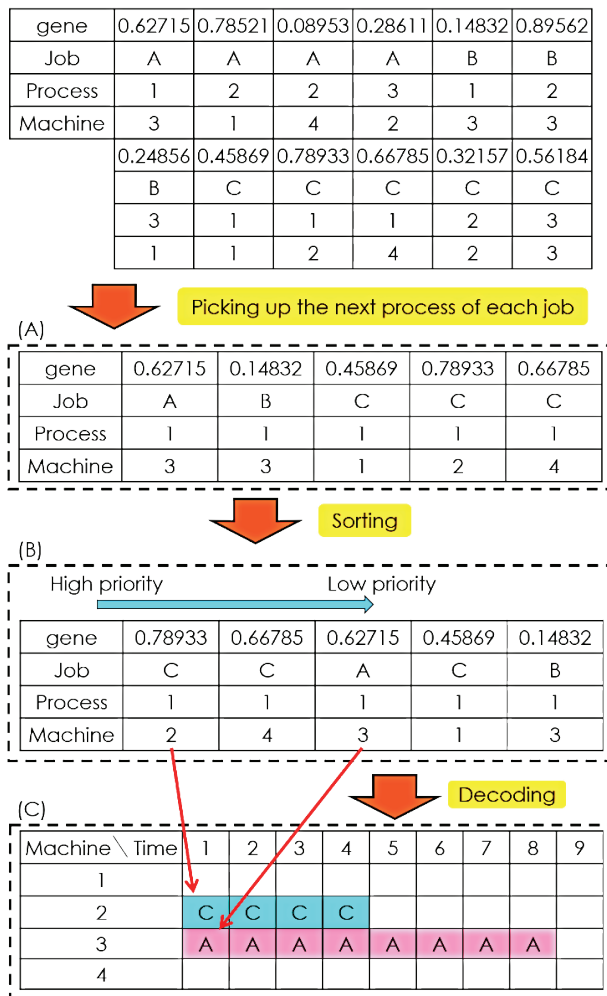 gene 0.62715 0.78521 0.08953 0.28611 0.14832 0.89562
Job A A A A B B
Process 1 2 2 3 1 2
Machine 3 1 4 2 3 3
0.24856 0.45869 0.78933 0.66785 0.32157 0.56184
B C C C C C
3 1 1 1 2 3
1 1 2 4 2 3
Picking up the next process of each job
(A)
gene 0.62715 0.14832 0.45869 0.78933 0.66785
Job A B C C C
Process 1 1 1 1 1
Machine 3 3 1 2 4
Sorting
(B)
High priority Low priority
gene 0.78933 0.66785 0.62715 0.45869 0.14832
Job C C A C B
Process 1 1 1 1 1
Machine 2 4 3 1 3
Decoding
(C)
Machine \ Time 1 2 3 4 5 6 7 8 9
1
2 C C C C
3 A A A A A A A A
4